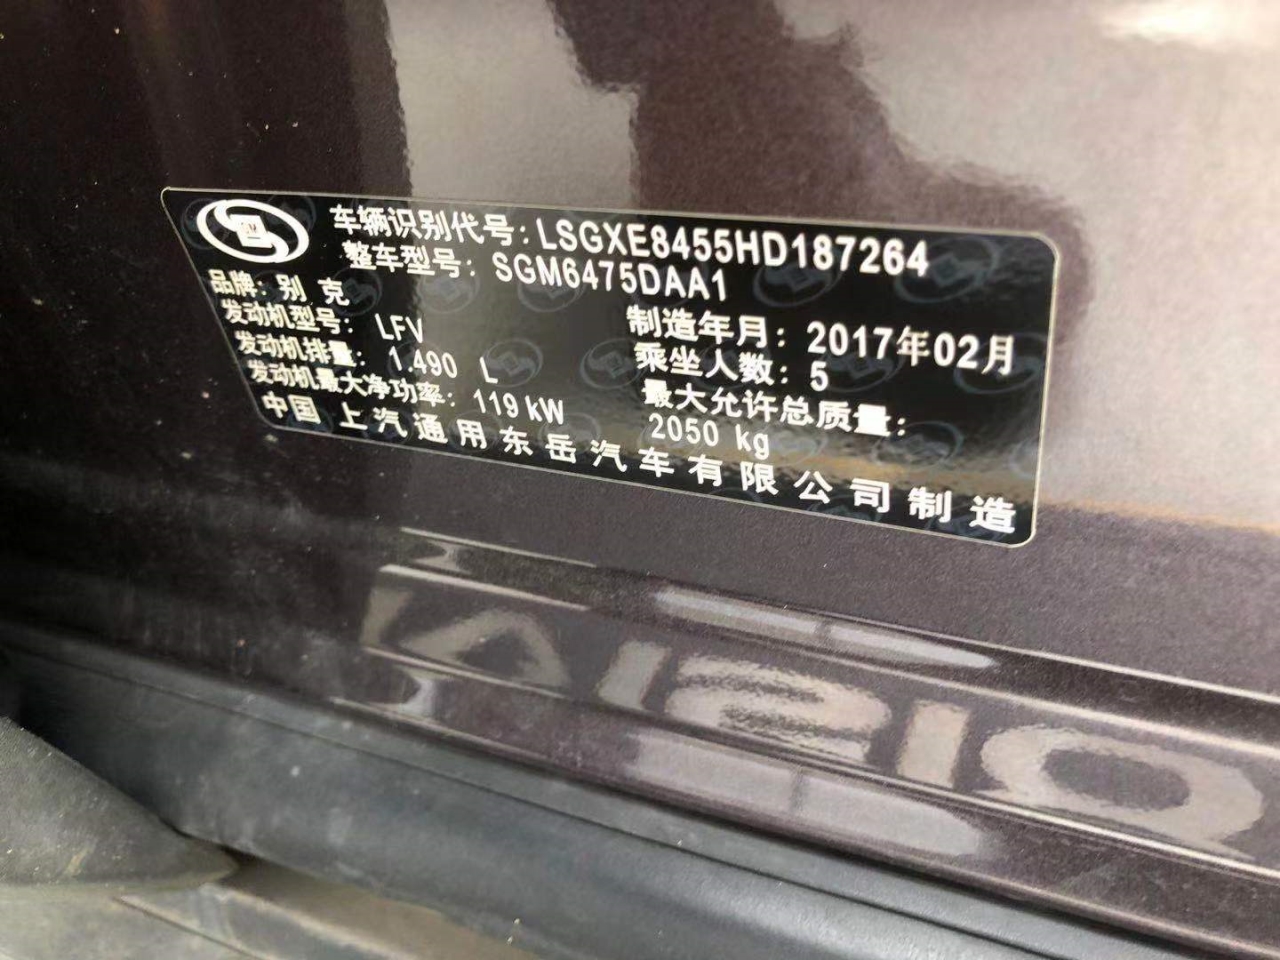 GM
车辆识别代号: LSGXE8455HD187264
整车型号: SGM6475DAA1
品牌: 别克
发动机型号: LFV
制造年月: 2017年02月
发动机排量: 1.490 L
乘坐人数: 5
发动机最大净功率: 119 kW
最大允许总质量:
2050 kg
中国 上汽通用东岳汽车有限公司制造